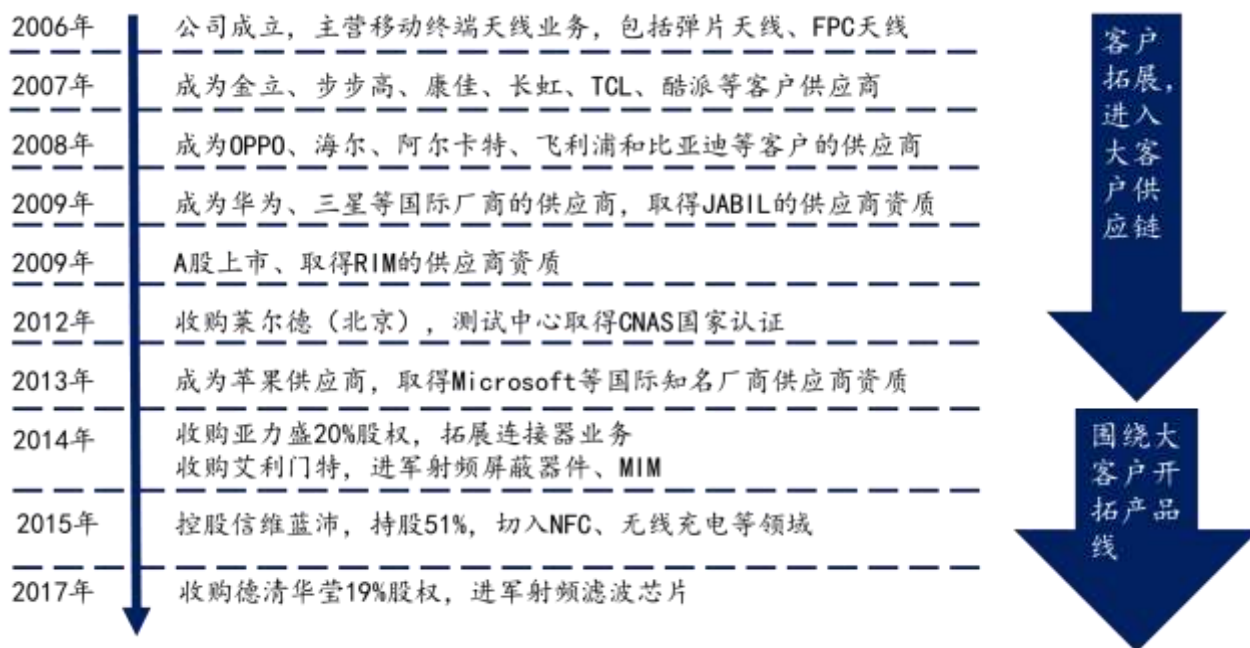 2006年 公司成立，主营移动终端天线业务，包括弹片天线、FPC天线
2007年 成为金立、步步高、康佳、长虹、TCL、酷派等客户供应商
2008年 成为OPPO、海尔、阿尔卡特、飞利浦和比亚迪等客户的供应商
2009年 成为华为、三星等国际厂商的供应商，取得JABIL的供应商资质
2009年 A股上市、取得RIM的供应商资质
2012年 收购莱尔德（北京），测试中心取得CNAS国家认证
2013年 成为苹果供应商，取得Microsoft等国际知名厂商供应商资质
2014年
收购亚力盛20%股权，拓展连接器业务
收购艾利门特，进军射频屏蔽器件、MIM
2015年 控股信维蓝沛，持股51%，切入NFC、无线充电等领域
2017年 收购德清华莹19%股权，进军射频滤波芯片
客户
拓展，
进入
大客
户供
应链
围绕大
客户开
拓产品
线